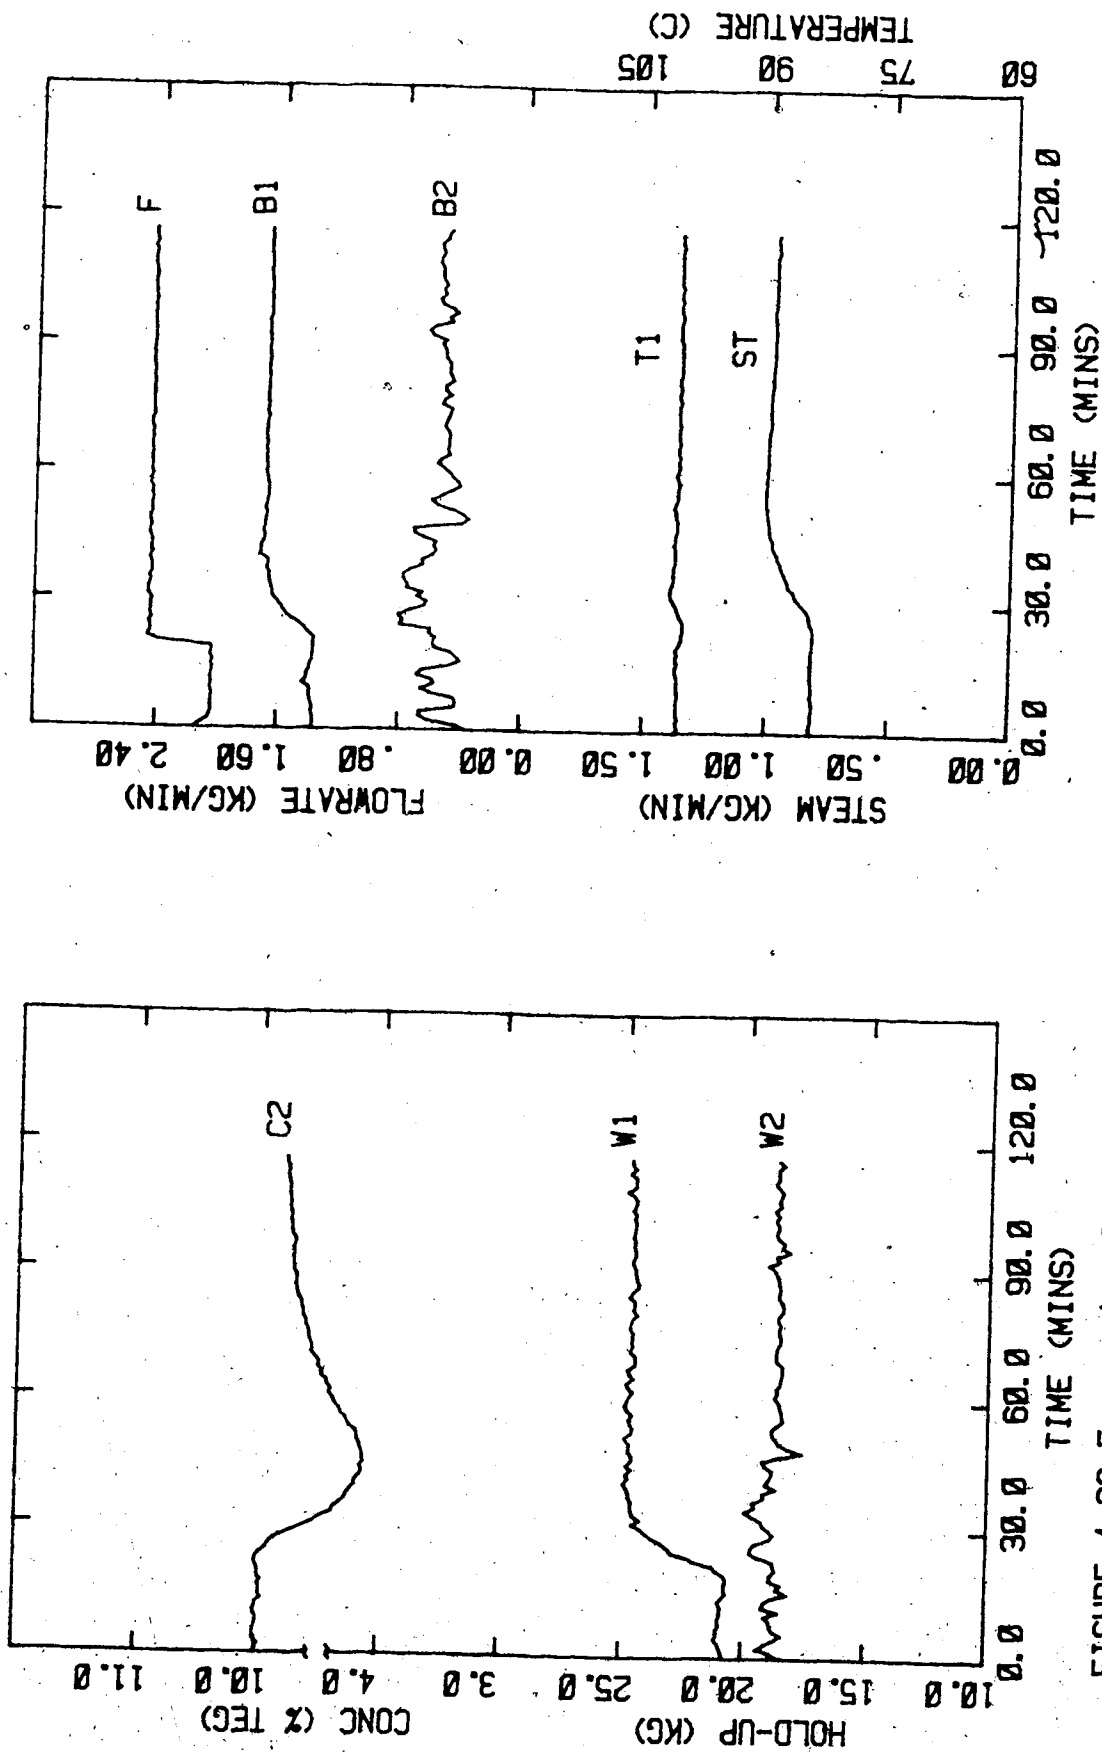 CONC (% TEG)
11.0
10.0
4.0
3.0
HOLD-UP (KG)
25.0
20.0
15.0
10.0
C2
W1
W2
0.0 30.0 60.0 90.0 120.0
TIME (MINS)
FLOWRATE (KG/MIN)
2.40
1.60
.80
0.00
STEAM (KG/MIN)
1.50
1.00
.50
0.00
F
B1
B2
T1
ST
TEMPERATURE (C)
105
90
75
60
0.0 30.0 60.0 90.0 120.0
TIME (MINS)